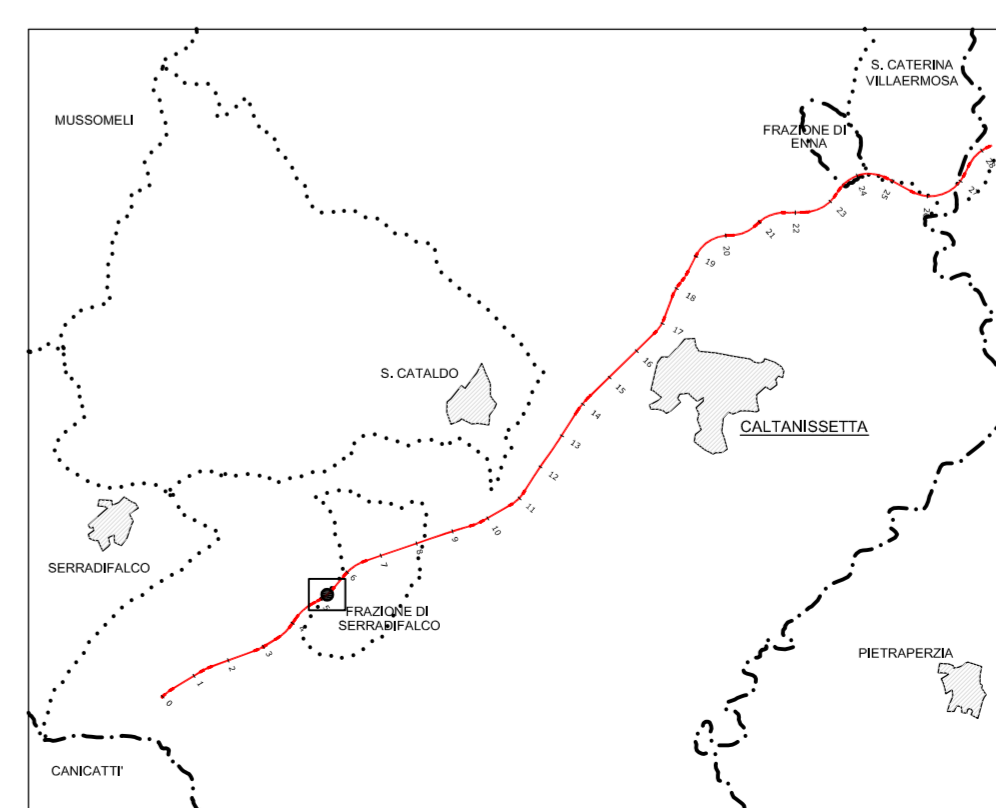 S. CATERINA
VILLAERMOSA
MUSSOMELI
FRAZIONE DI
ENNA
S. CATALDO
CALTANISSETTA
SERRADIFALCO
FRAZIONE DI
SERRADIFALCO
PIETRAPERZIA
CANICATTI'
0
1
2
3
4
5
6
7
8
9
10
11
12
13
14
15
16
17
18
19
20
21
22
23
24
25
27
28